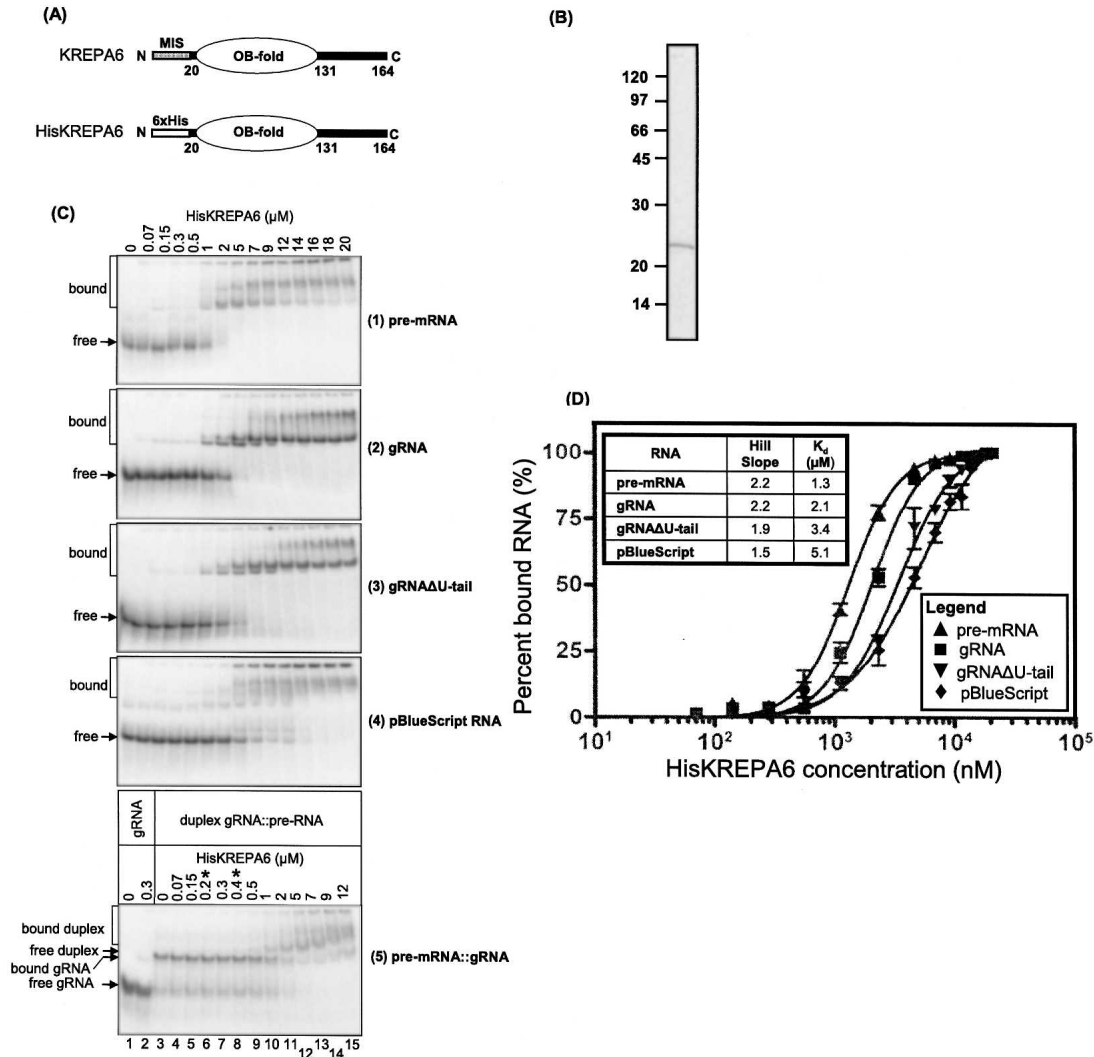 (A)
MIS
KREPA6 N OB-fold C
20 131 164
6xHis
HisKREPA6 N OB-fold C
20 131 164
(B)
120
97
66
45
30
20
14
(C)
HisKREPA6 (µM)
0 0.07 0.15 0.3 0.5 1 2 5 7 9 12 14 16 18 20
bound
free
(1) pre-mRNA
bound
free
(2) gRNA
bound
free
(3) gRNAΔU-tail
bound
free
(4) pBlueScript RNA
gRNA duplex gRNA::pre-RNA
HisKREPA6 (µM)
0 0.3 0 0.07 0.15 0.2* 0.3 0.4* 0.5 1 2 5 7 9 12
bound duplex
free duplex
bound gRNA
free gRNA
(5) pre-mRNA::gRNA
1 2 3 4 5 6 7 8 9 10 11 12 13 14 15
(D)
Percent bound RNA (%)
100
75
50
25
0
RNA Hill Slope Kd (µM)
pre-mRNA 2.2 1.3
gRNA 2.2 2.1
gRNAΔU-tail 1.9 3.4
pBlueScript 1.5 5.1
Legend
pre-mRNA
gRNA
gRNAΔU-tail
pBlueScript
10¹ 10² 10³ 10⁴ 10⁵
HisKREPA6 concentration (nM)